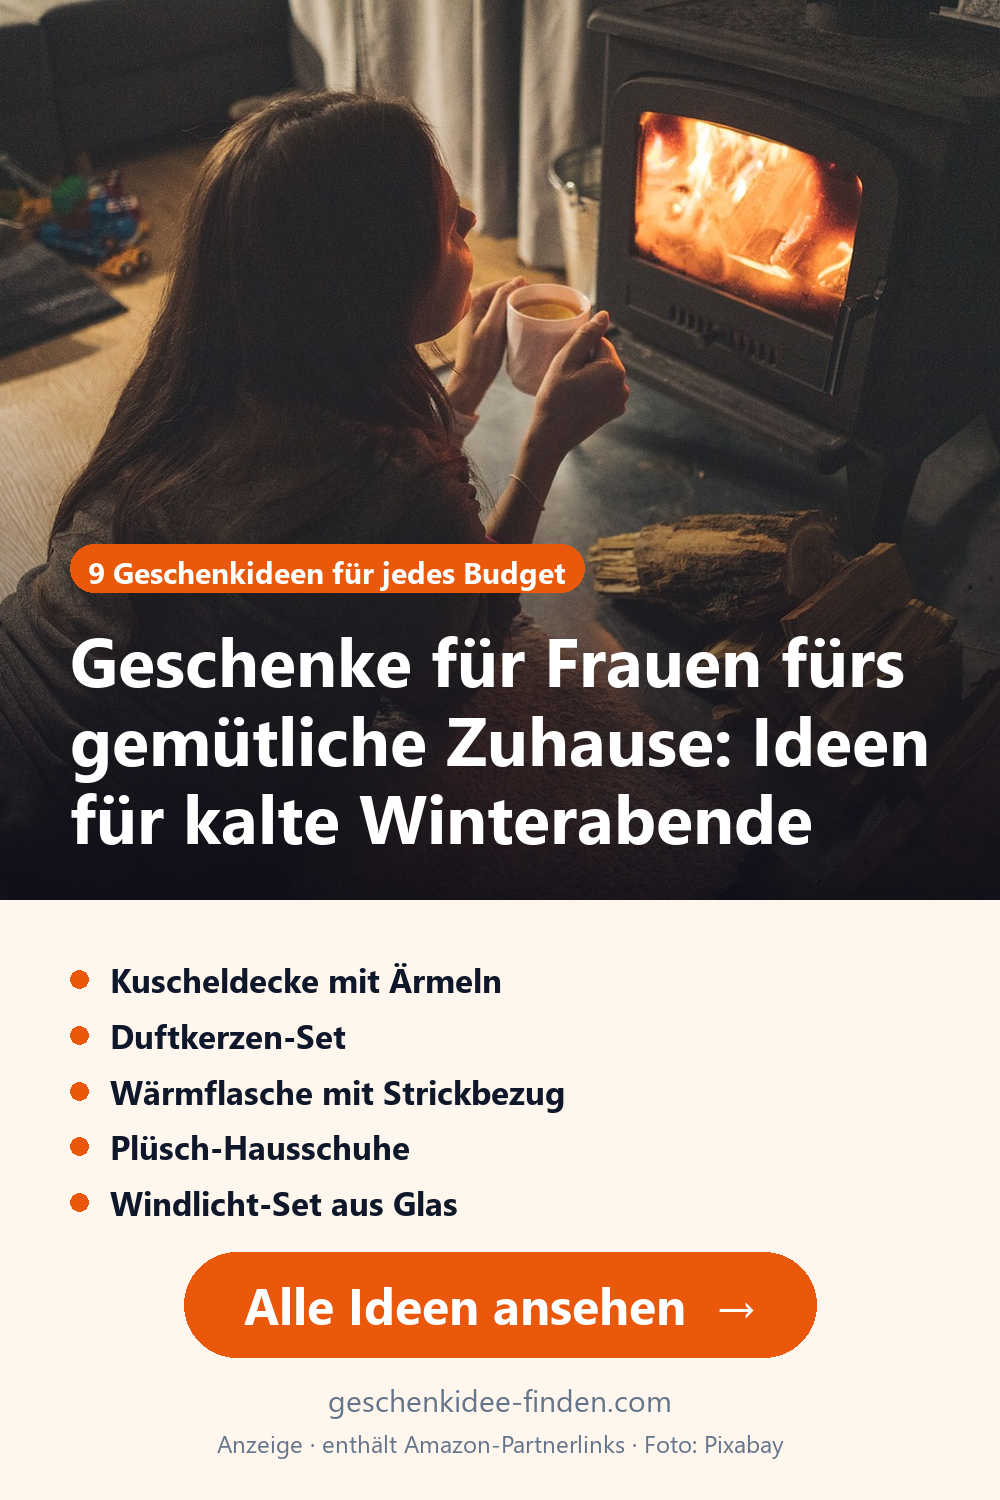 9 Geschenkideen für jedes Budget
Geschenke für Frauen fürs
gemütliche Zuhause: Ideen
für kalte Winterabende
Kuscheldecke mit Ärmeln
Duftkerzen-Set
Wärmflasche mit Strickbezug
Plüsch-Hausschuhe
Windlicht-Set aus Glas
Alle Ideen ansehen →
geschenkidee-finden.com
Anzeige · enthält Amazon-Partnerlinks · Foto: Pixabay